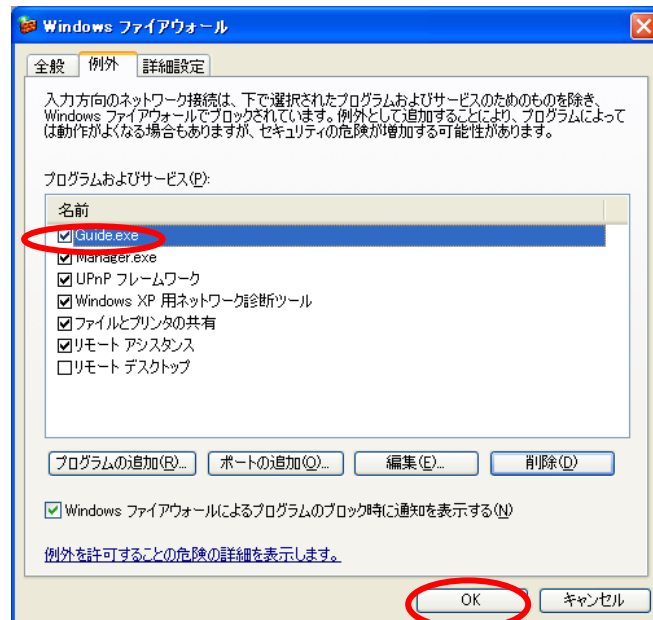 Windows ファイアウォール
全般
例外
詳細設定
入力方向のネットワーク接続は、下で選択されたプログラムおよびサービスのためのものを除き、
Windows ファイアウォールでブロックされています。例外として追加することにより、プログラムによって
は動作がよくなる場合もありますが、セキュリティの危険が増加する可能性があります。
プログラムおよびサービス(P):
名前
Guide.exe
Manager.exe
UPnP フレームワーク
Windows XP 用ネットワーク診断ツール
ファイルとプリンタの共有
リモート アシスタンス
リモート デスクトップ
プログラムの追加(R)...
ポートの追加(O)...
編集(E)...
削除(D)
Windows ファイアウォールによるプログラムのブロック時に通知を表示する(N)
例外を許可することの危険の詳細を表示します。
OK
キャンセル